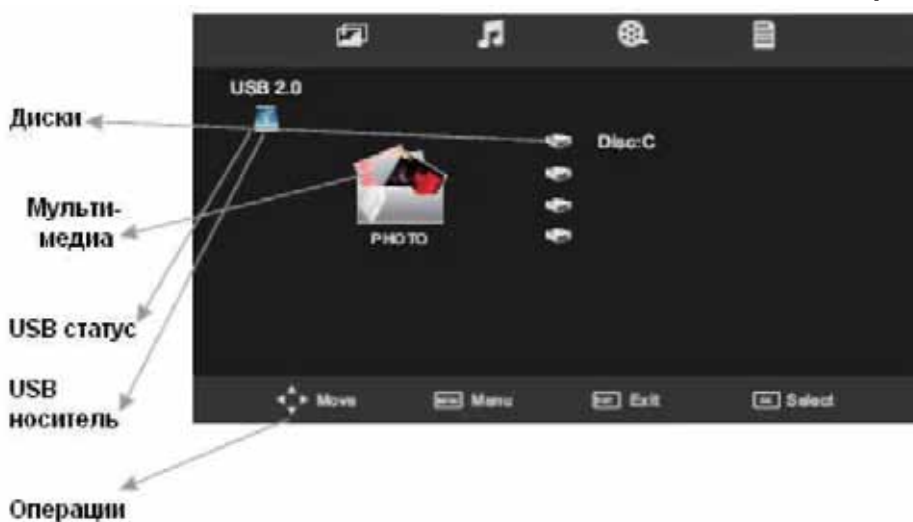 USB 2.0
Диски
Disc:C
Мульти-
медиа
PHOTO
USB статус
USB
носитель
Move
Menu
Exit
Select
Операции